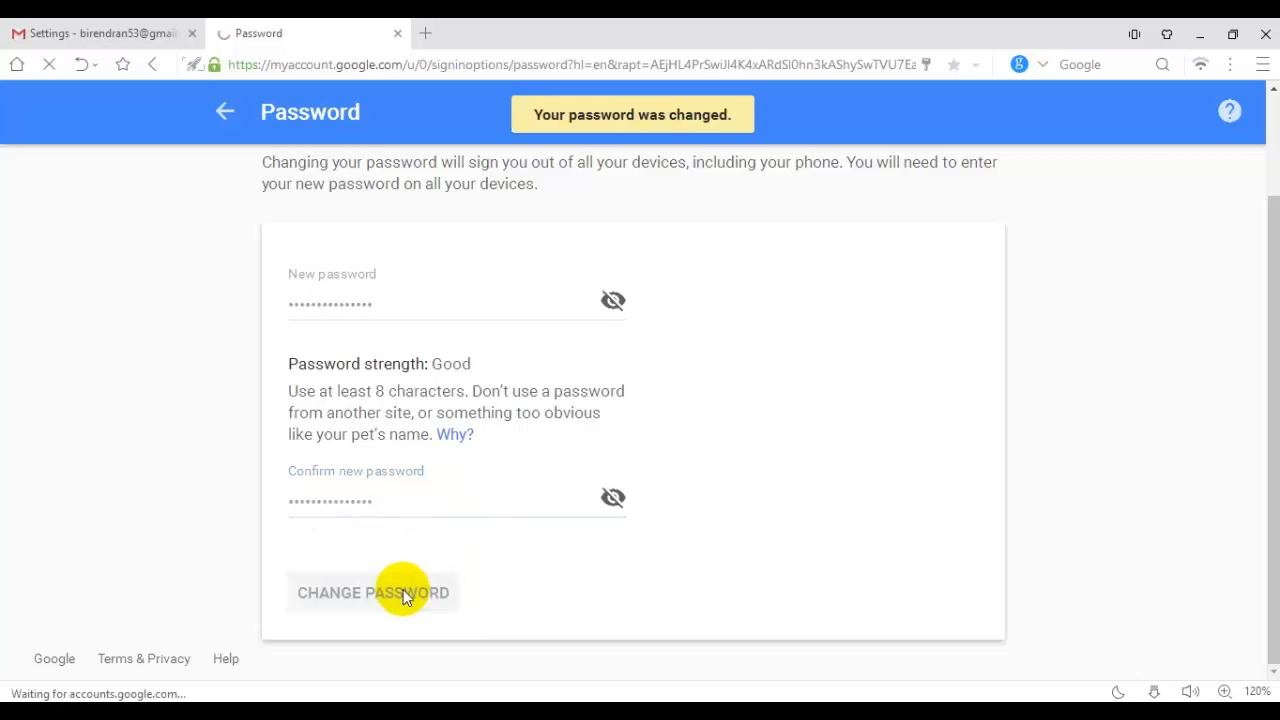 Settings - birendran53@gmail
Password
https://myaccount.google.com/u/0/signinoptions/password?hl=en&rapt=AEjHL4PrSwiJl4K4xARdSl0hn3kAShySwTVU7Ea
Google
Password
Your password was changed.
Changing your password will sign you out of all your devices, including your phone. You will need to enter
your new password on all your devices.
New password
•••••••••••••••
Password strength: Good
Use at least 8 characters. Don't use a password
from another site, or something too obvious
like your pet's name. Why?
Confirm new password
•••••••••••••••
CHANGE PASSWORD
Google Terms & Privacy Help
Waiting for accounts.google.com...
120%